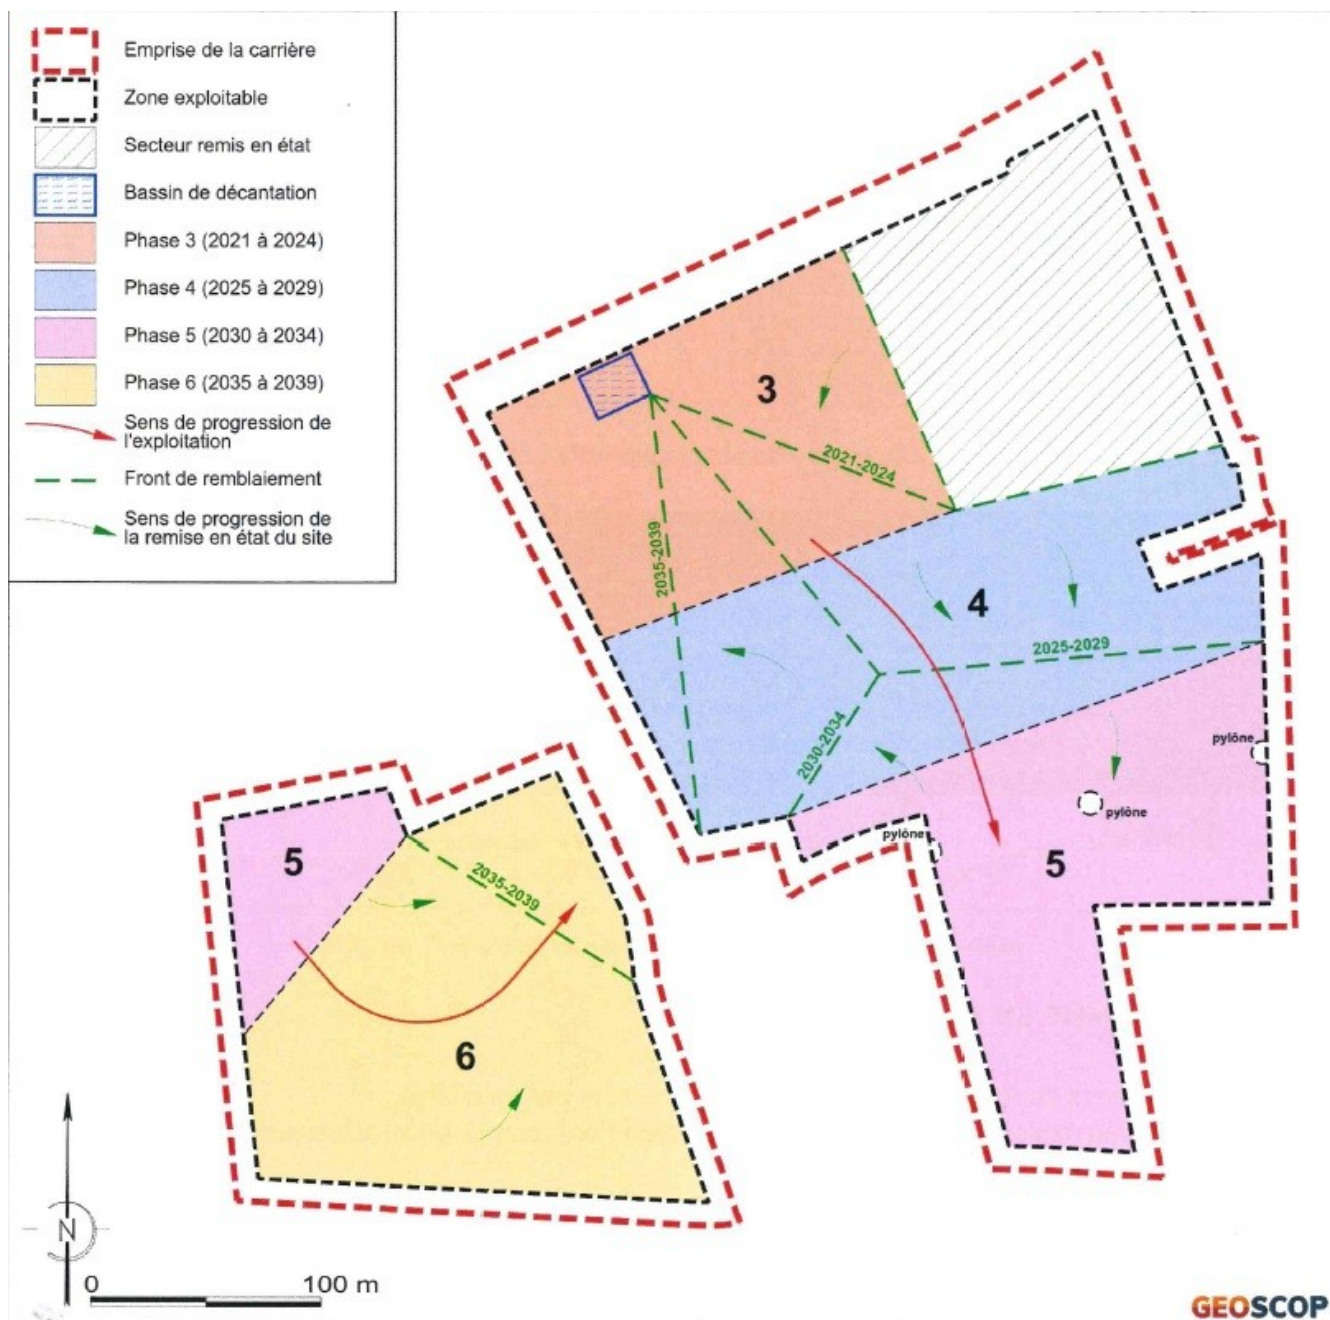 Emprise de la carrière
Zone exploitable
Secteur remis en état
Bassin de décantation
Phase 3 (2021 à 2024)
Phase 4 (2025 à 2029)
Phase 5 (2030 à 2034)
Phase 6 (2035 à 2039)
Sens de progression de
l'exploitation
Front de remblaiement
Sens de progression de
la remise en état du site
3
2021-2024
2035-2039
4
2025-2029
2030-2034
pylône
pylône
pylône
5
5
2035-2039
6
N
0 100 m
GEOSCOP